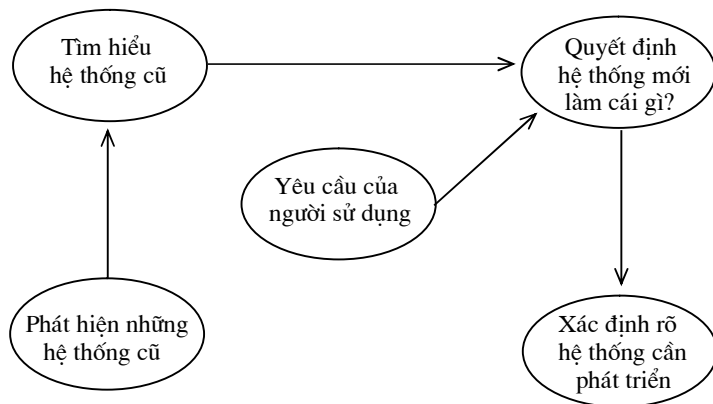 Tìm hiểu
hệ thống cũ
Quyết định
hệ thống mới
làm cái gì?
Yêu cầu của
người sử dụng
Phát hiện những
hệ thống cũ
Xác định rõ
hệ thống cần
phát triển